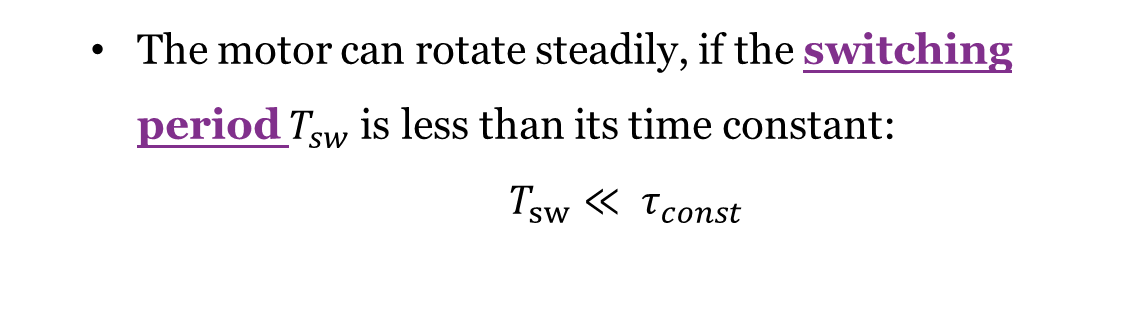 • The motor can rotate steadily, if the switching
period T_sw is less than its time constant:
T_sw ≪ τ_const